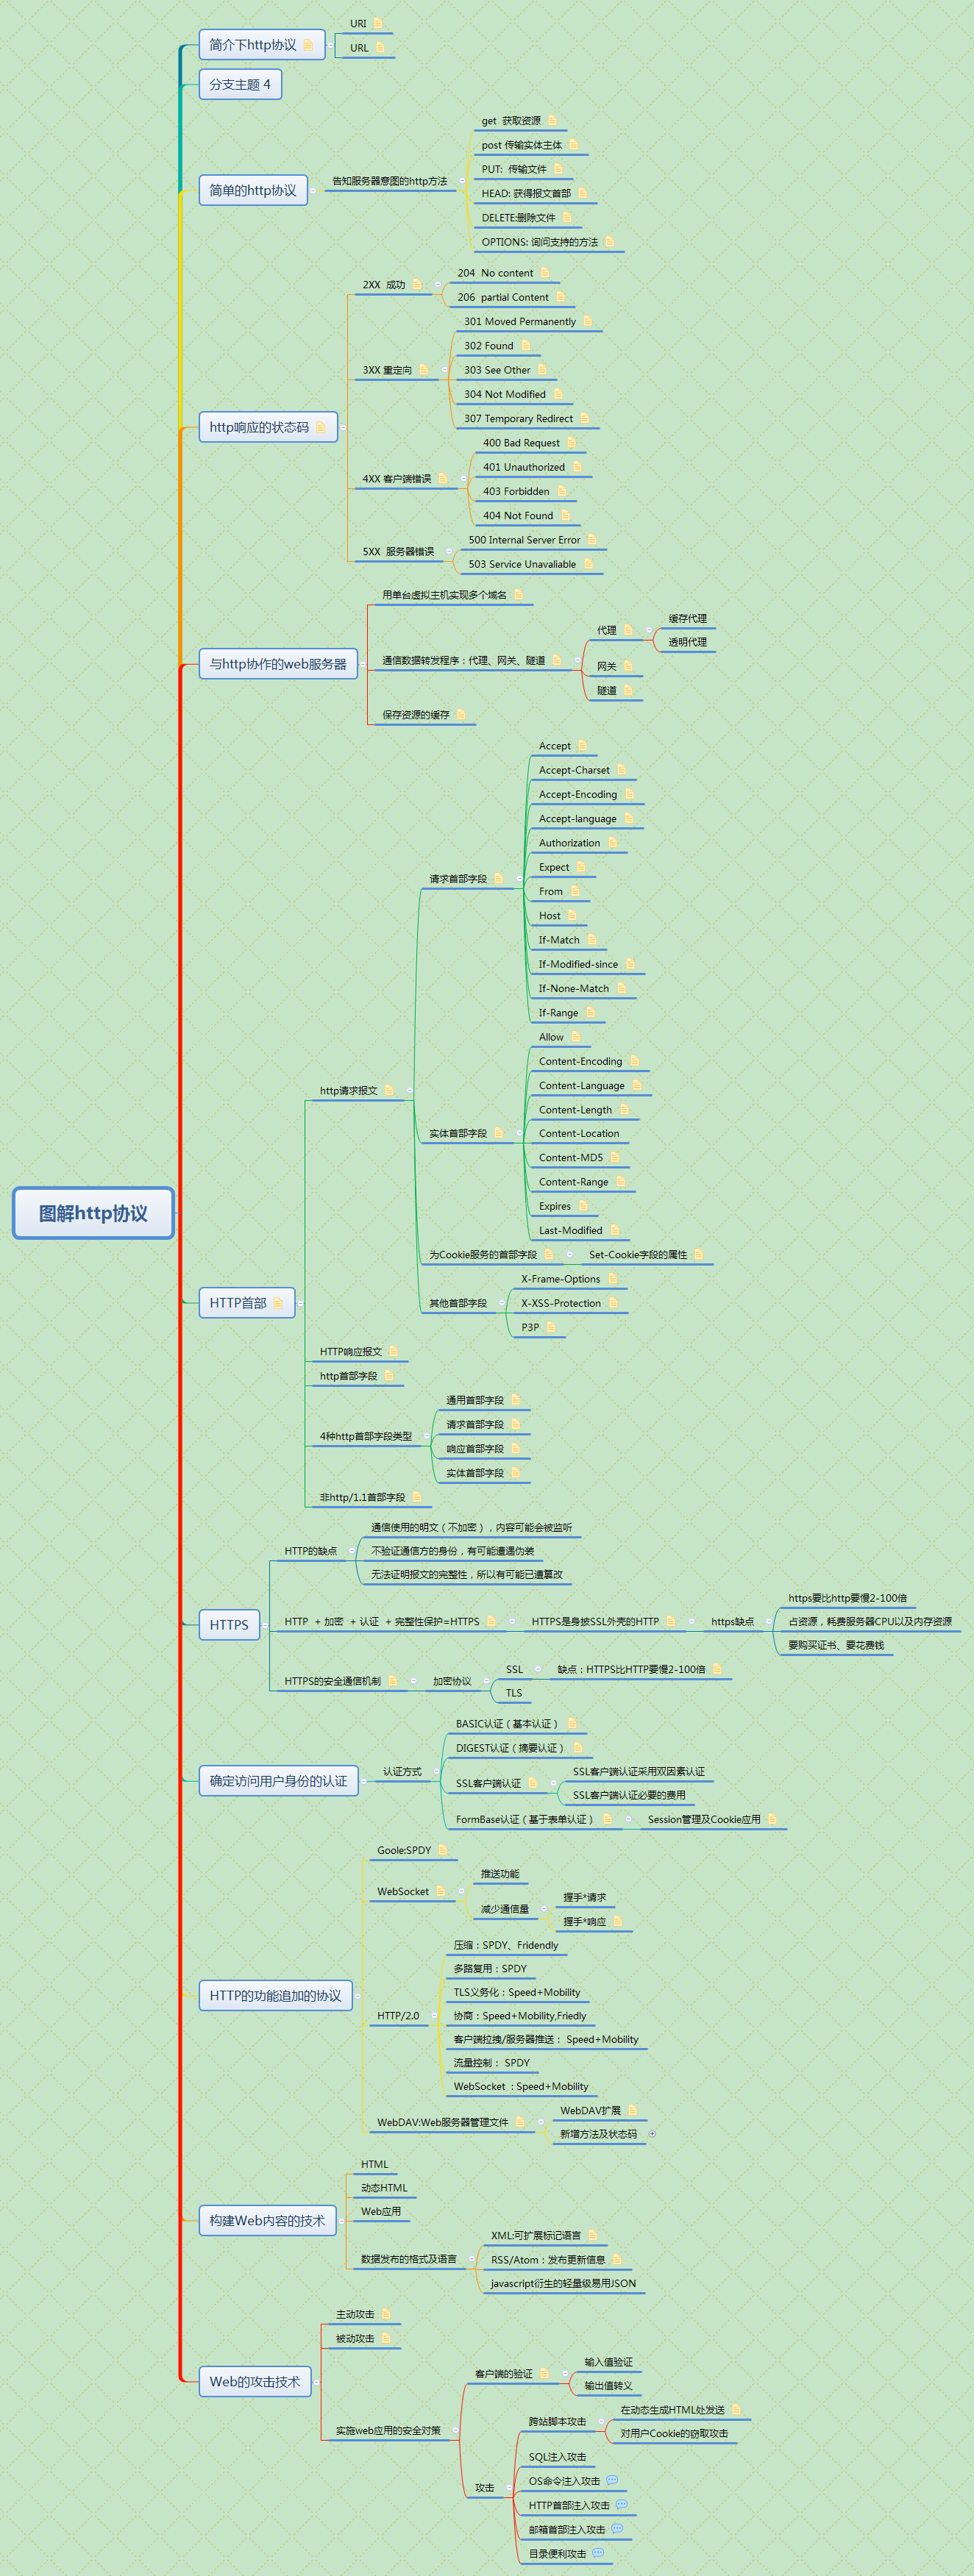 图解http协议
简介下http协议
URI
URL
分支主题 4
简单的http协议
告知服务器意图的http方法
get  获取资源
post 传输实体主体
PUT:  传输文件
HEAD: 获得报文首部
DELETE:删除文件
OPTIONS: 询问支持的方法
http响应的状态码
2XX  成功
204  No content
206  partial Content
3XX 重定向
301 Moved Permanently
302 Found
303 See Other
304 Not Modified
307 Temporary Redirect
4XX 客户端错误
400 Bad Request
401 Unauthorized
403 Forbidden
404 Not Found
5XX  服务器错误
500 Internal Server Error
503 Service Unavaliable
与http协作的web服务器
用单台虚拟主机实现多个域名
通信数据转发程序：代理、网关、隧道
代理
缓存代理
透明代理
网关
隧道
保存资源的缓存
HTTP首部
http请求报文
请求首部字段
Accept
Accept-Charset
Accept-Encoding
Accept-language
Authorization
Expect
From
Host
If-Match
If-Modified-since
If-None-Match
If-Range
实体首部字段
Allow
Content-Encoding
Content-Language
Content-Length
Content-Location
Content-MD5
Content-Range
Expires
Last-Modified
为Cookie服务的首部字段
Set-Cookie字段的属性
其他首部字段
X-Frame-Options
X-XSS-Protection
P3P
HTTP响应报文
http首部字段
4种http首部字段类型
通用首部字段
请求首部字段
响应首部字段
实体首部字段
非http/1.1首部字段
HTTPS
HTTP的缺点
通信使用的明文（不加密），内容可能会被监听
不验证通信方的身份，有可能遭遇伪装
无法证明报文的完整性，所以有可能已遭篡改
HTTP  + 加密  + 认证  + 完整性保护=HTTPS
HTTPS是身披SSL外壳的HTTP
https缺点
https要比http要慢2-100倍
占资源，耗费服务器CPU以及内存资源
要购买证书、要花费钱
HTTPS的安全通信机制
加密协议
SSL
缺点：HTTPS比HTTP要慢2-100倍
TLS
确定访问用户身份的认证
认证方式
BASIC认证（基本认证）
DIGEST认证（摘要认证）
SSL客户端认证
SSL客户端认证采用双因素认证
SSL客户端认证必要的费用
FormBase认证（基于表单认证）
Session管理及Cookie应用
HTTP的功能追加的协议
Goole:SPDY
WebSocket
推送功能
减少通信量
握手*请求
握手*响应
HTTP/2.0
压缩：SPDY、Fridendly
多路复用：SPDY
TLS义务化：Speed+Mobility
协商：Speed+Mobility,Friedly
客户端拉拽/服务器推送： Speed+Mobility
流量控制： SPDY
WebSocket ：Speed+Mobility
WebDAV:Web服务器管理文件
WebDAV扩展
新增方法及状态码
构建Web内容的技术
HTML
动态HTML
Web应用
数据发布的格式及语言
XML:可扩展标记语言
RSS/Atom：发布更新信息
javascript衍生的轻量级易用JSON
Web的攻击技术
主动攻击
被动攻击
实施web应用的安全对策
客户端的验证
输入值验证
输出值转义
攻击
跨站脚本攻击
在动态生成HTML处发送
对用户Cookie的窃取攻击
SQL注入攻击
OS命令注入攻击
HTTP首部注入攻击
邮箱首部注入攻击
目录便利攻击